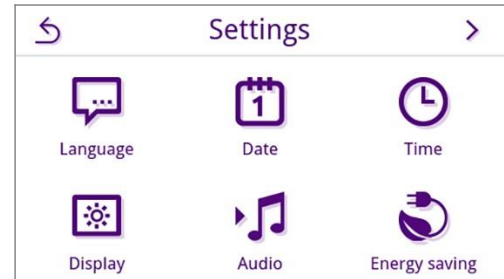 Settings
...
1
Language Date Time
Display Audio Energy saving